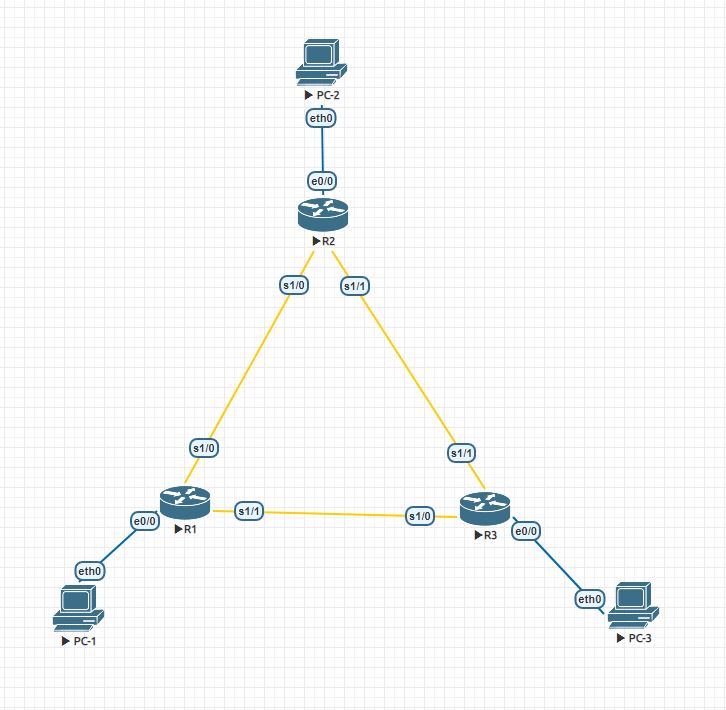 PC-2
eth0
e0/0
R2
s1/0
s1/1
s1/0
s1/1
R1
s1/1
s1/0
R3
e0/0
e0/0
eth0
eth0
PC-1
PC-3